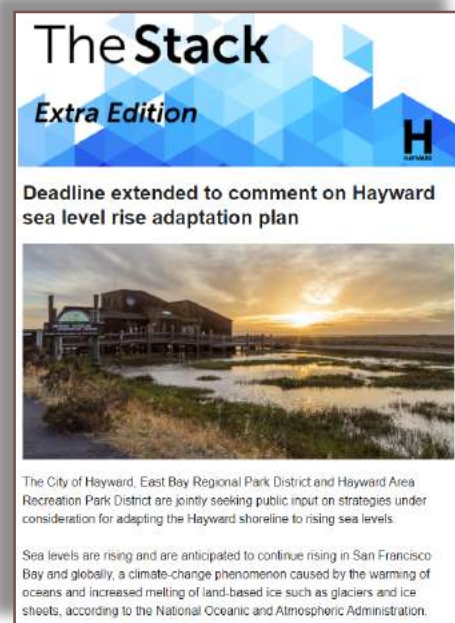 The Stack
Extra Edition
H
HAYWARD
Deadline extended to comment on Hayward
sea level rise adaptation plan
The City of Hayward, East Bay Regional Park District and Hayward Area
Recreation Park District are jointly seeking public input on strategies under
consideration for adapting the Hayward shoreline to rising sea levels.
Sea levels are rising and are anticipated to continue rising in San Francisco
Bay and globally, a climate-change phenomenon caused by the warming of
oceans and increased melting of land-based ice such as glaciers and ice
sheets, according to the National Oceanic and Atmospheric Administration.